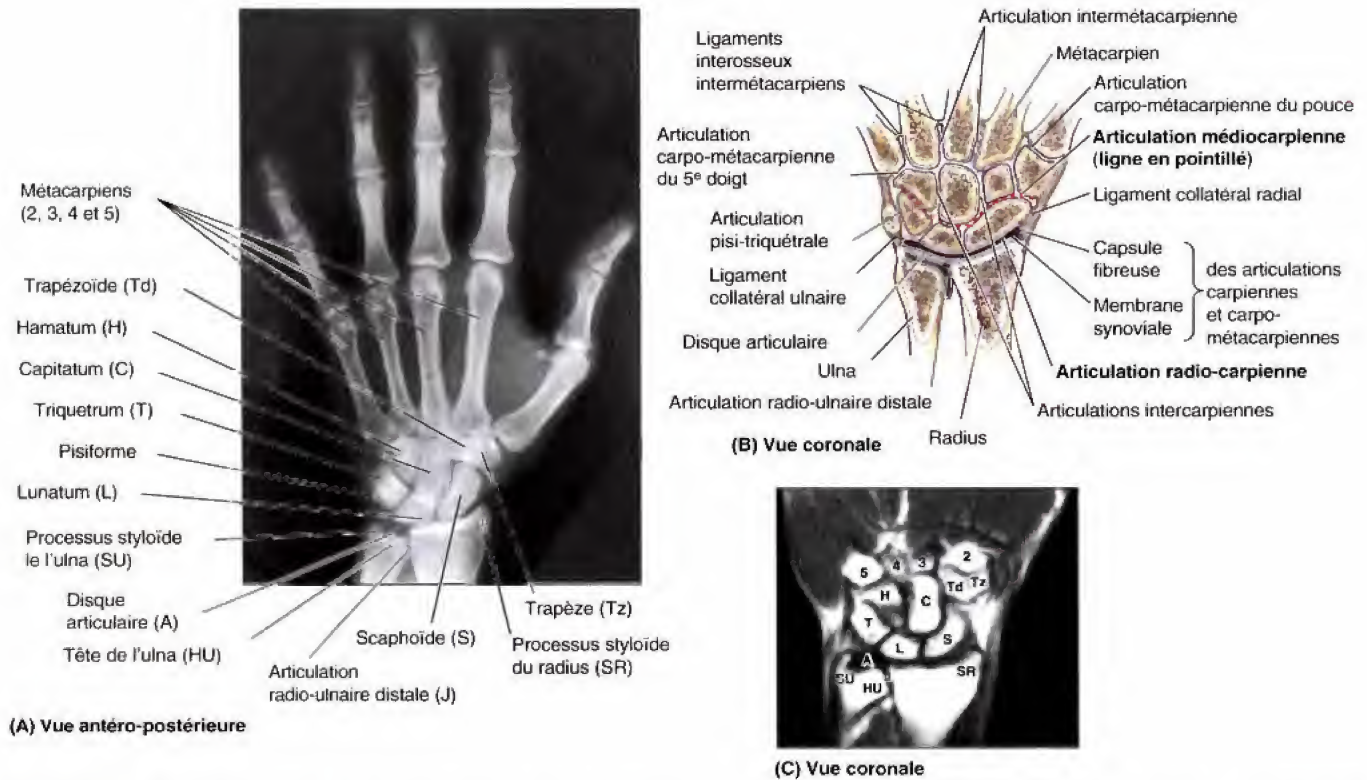 Métacarpiens
(2, 3, 4 et 5)
Trapézoïde (Td)
Hamatum (H)
Capitatum (C)
Triquetrum (T)
Pisiforme
Lunatum (L)
Processus styloïde
le l'ulna (SU)
Disque
articulaire (A)
Tête de l'ulna (HU)
Articulation
radio-ulnaire distale (J)
Scaphoïde (S)
Trapèze (Tz)
Processus styloïde
du radius (SR)
(A) Vue antéro-postérieure
Articulation intermétacarpienne
Ligaments
interosseux
intermétacarpiens
Métacarpien
Articulation
carpo-métacarpienne du pouce
Articulation
carpo-métacarpienne
du 5e doigt
Articulation médiocarpienne
(ligne en pointillé)
Ligament collatéral radial
Articulation
pisi-triquétrale
Capsule
fibreuse
Ligament
collatéral ulnaire
Membrane
synoviale
des articulations
carpiennes
et carpo-
métacarpiennes
Disque articulaire
Ulna
Articulation radio-carpienne
Articulation radio-ulnaire distale
Articulations intercarpiennes
Radius
(B) Vue coronale
5
4
3
2
H
C
Td
Tz
T
L
S
A
SU
HU
SR
(C) Vue coronale